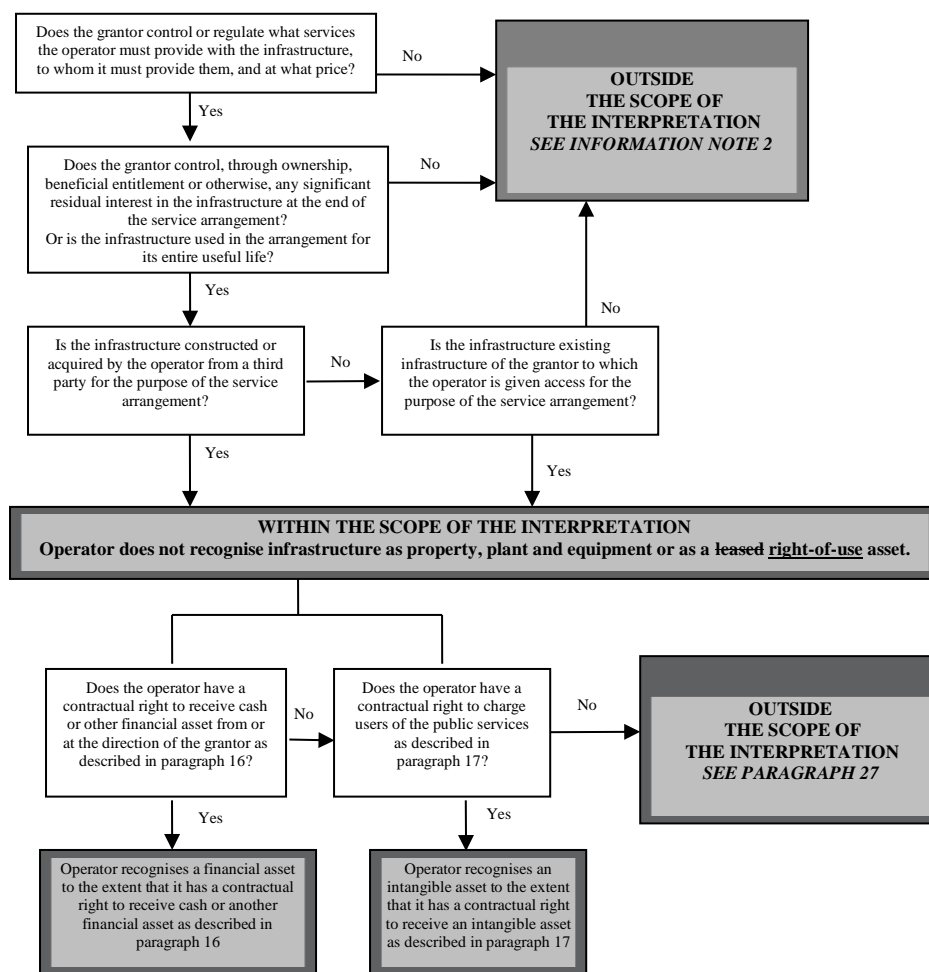 Does the grantor control or regulate what services
the operator must provide with the infrastructure,
to whom it must provide them, and at what price?
No
OUTSIDE
THE SCOPE OF
THE INTERPRETATION
SEE INFORMATION NOTE 2
Yes
Does the grantor control, through ownership,
beneficial entitlement or otherwise, any significant
residual interest in the infrastructure at the end of
the service arrangement?
Or is the infrastructure used in the arrangement for
its entire useful life?
No
Yes
No
Is the infrastructure constructed or
acquired by the operator from a third
party for the purpose of the service
arrangement?
No
Is the infrastructure existing
infrastructure of the grantor to which
the operator is given access for the
purpose of the service arrangement?
Yes
Yes
WITHIN THE SCOPE OF THE INTERPRETATION
Operator does not recognise infrastructure as property, plant and equipment or as a leased right-of-use asset.
Does the operator have a
contractual right to receive cash
or other financial asset from or
at the direction of the grantor as
described in paragraph 16?
No
Does the operator have a
contractual right to charge
users of the public services
as described in
paragraph 17?
No
OUTSIDE
THE SCOPE OF
THE INTERPRETATION
SEE PARAGRAPH 27
Yes
Yes
Operator recognises a financial asset
to the extent that it has a contractual
right to receive cash or another
financial asset as described in
paragraph 16
Operator recognises an
intangible asset to the extent
that it has a contractual right
to receive an intangible asset
as described in paragraph 17